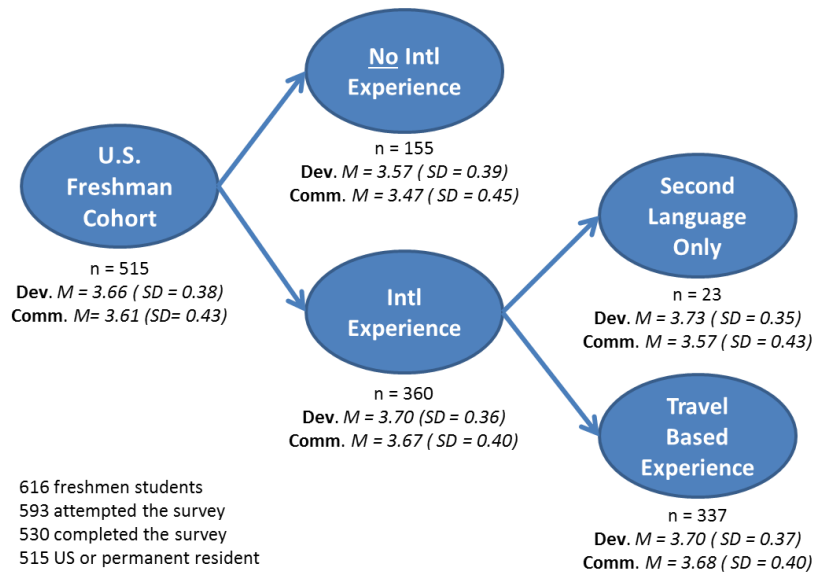 No Intl
Experience
n = 155
Dev. M = 3.57 ( SD = 0.39)
Comm. M = 3.47 ( SD = 0.45)
U.S.
Freshman
Cohort
n = 515
Dev. M = 3.66 ( SD = 0.38)
Comm. M= 3.61 (SD= 0.43)
Intl
Experience
n = 360
Dev. M = 3.70 (SD = 0.36)
Comm. M = 3.67 ( SD = 0.40)
Second
Language
Only
n = 23
Dev. M = 3.73 ( SD = 0.35)
Comm. M = 3.57 ( SD = 0.43)
Travel
Based
Experience
n = 337
Dev. M = 3.70 ( SD = 0.37)
Comm. M = 3.68 ( SD = 0.40)
616 freshmen students
593 attempted the survey
530 completed the survey
515 US or permanent resident